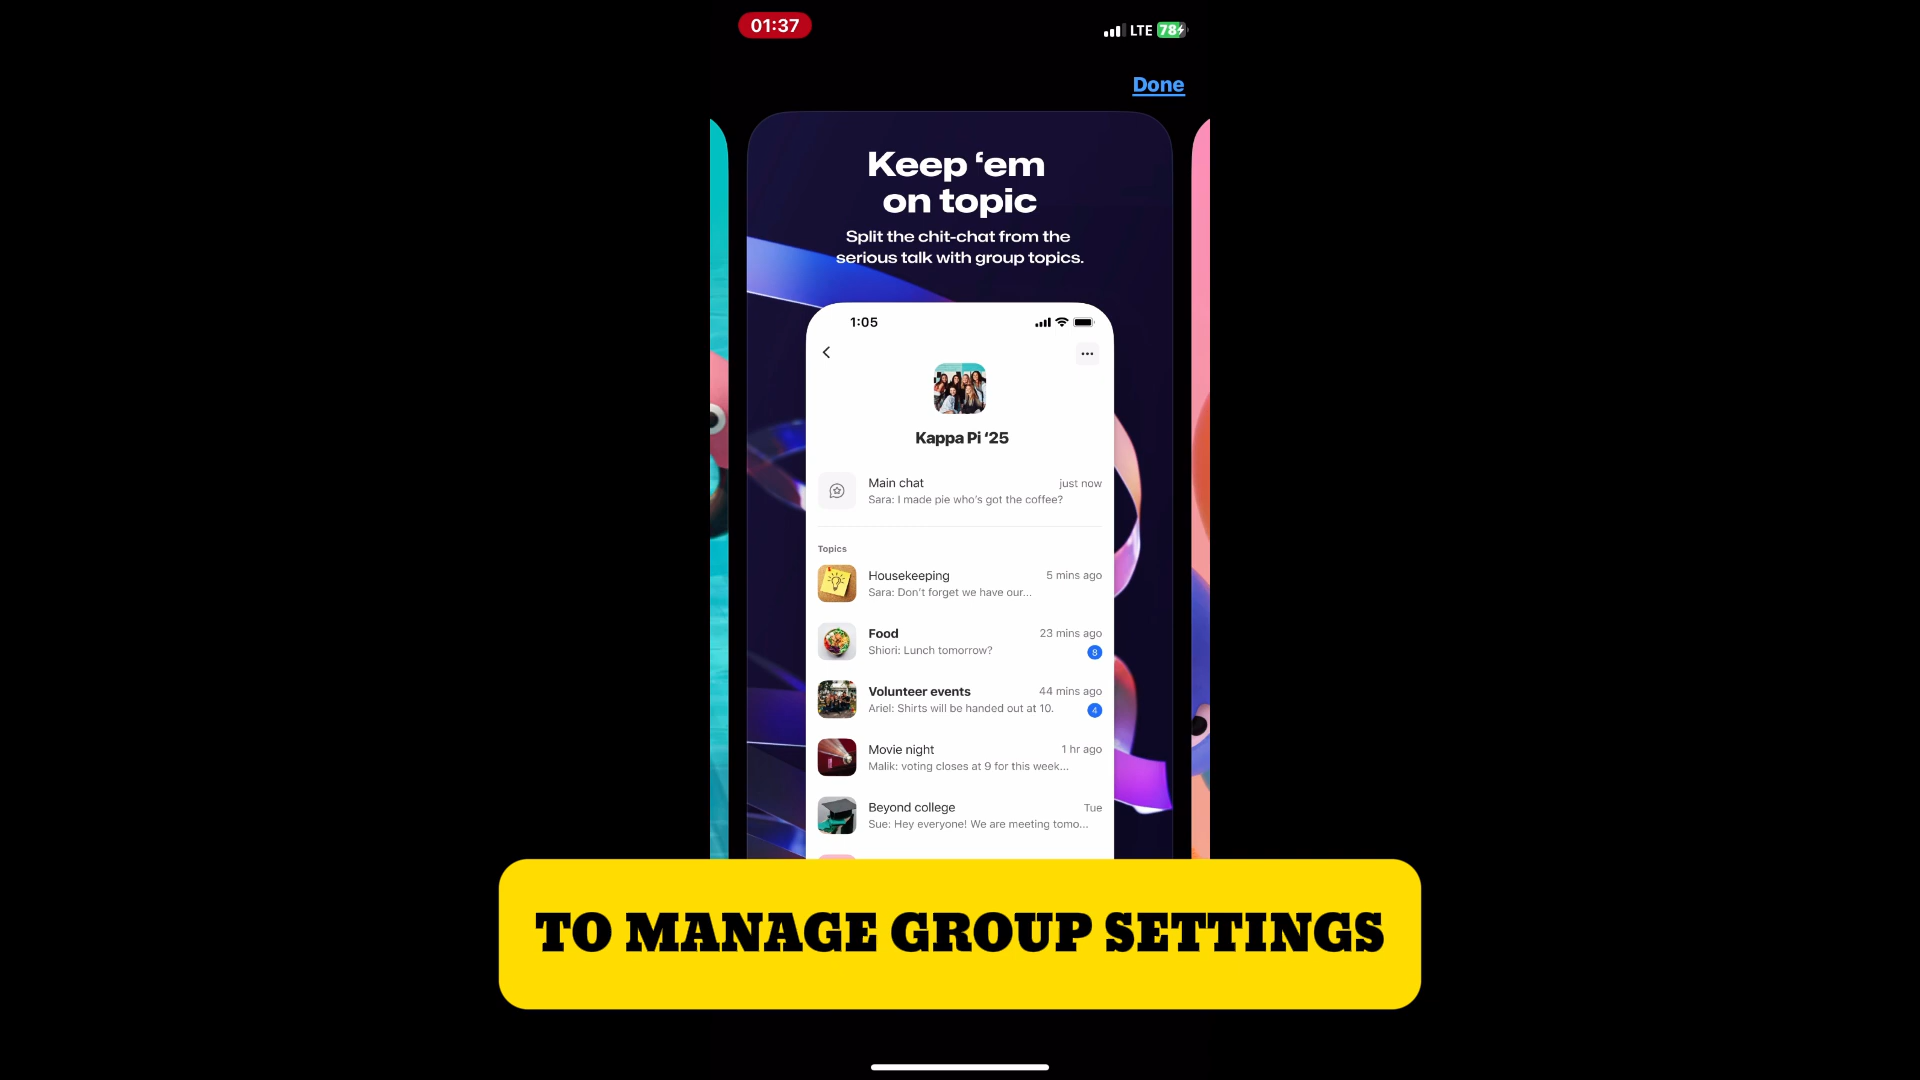 01:37
LTE 78
Done
Keep ‘em
on topic
Split the chit-chat from the
serious talk with group topics.
1:05
Kappa Pi ‘25
Main chat just now
Sara: I made pie who’s got the coffee?
Topics
Housekeeping 5 mins ago
Sara: Don’t forget we have our...
Food 23 mins ago
Shiori: Lunch tomorrow? 8
Volunteer events 44 mins ago
Ariel: Shirts will be handed out at 10. 4
Movie night 1 hr ago
Malik: voting closes at 9 for this week...
Beyond college Tue
Sue: Hey everyone! We are meeting tomo...
TO MANAGE GROUP SETTINGS